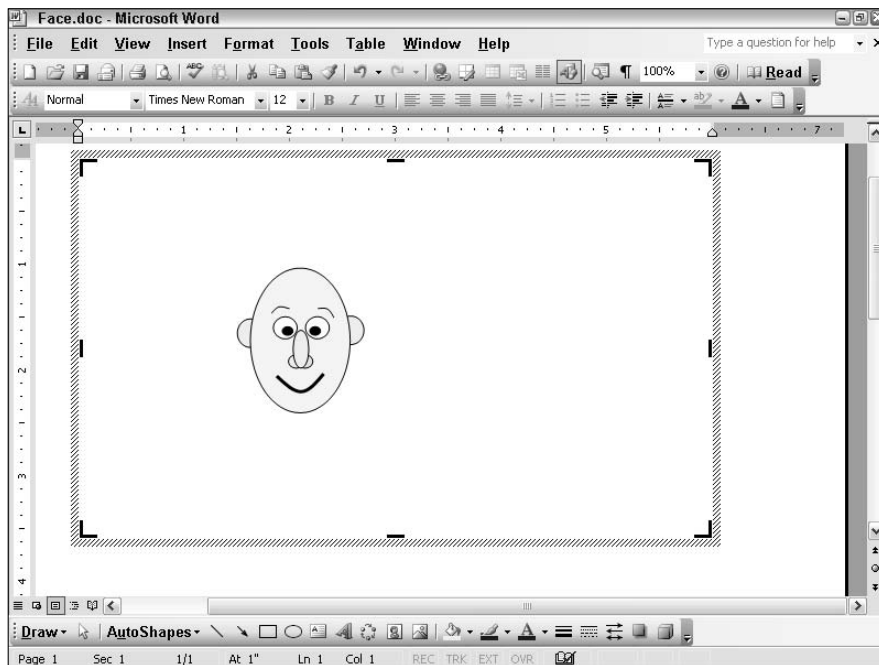 Face.doc - Microsoft Word
File Edit View Insert Format Tools Table Window Help Type a question for help
100% Read
Normal Times New Roman 12 B I U A
L 1 2 3 4 5 7
1
2
3
4
Draw AutoShapes A
Page 1 Sec 1 1/1 At 1" Ln 1 Col 1 REC TRK EXT OVR